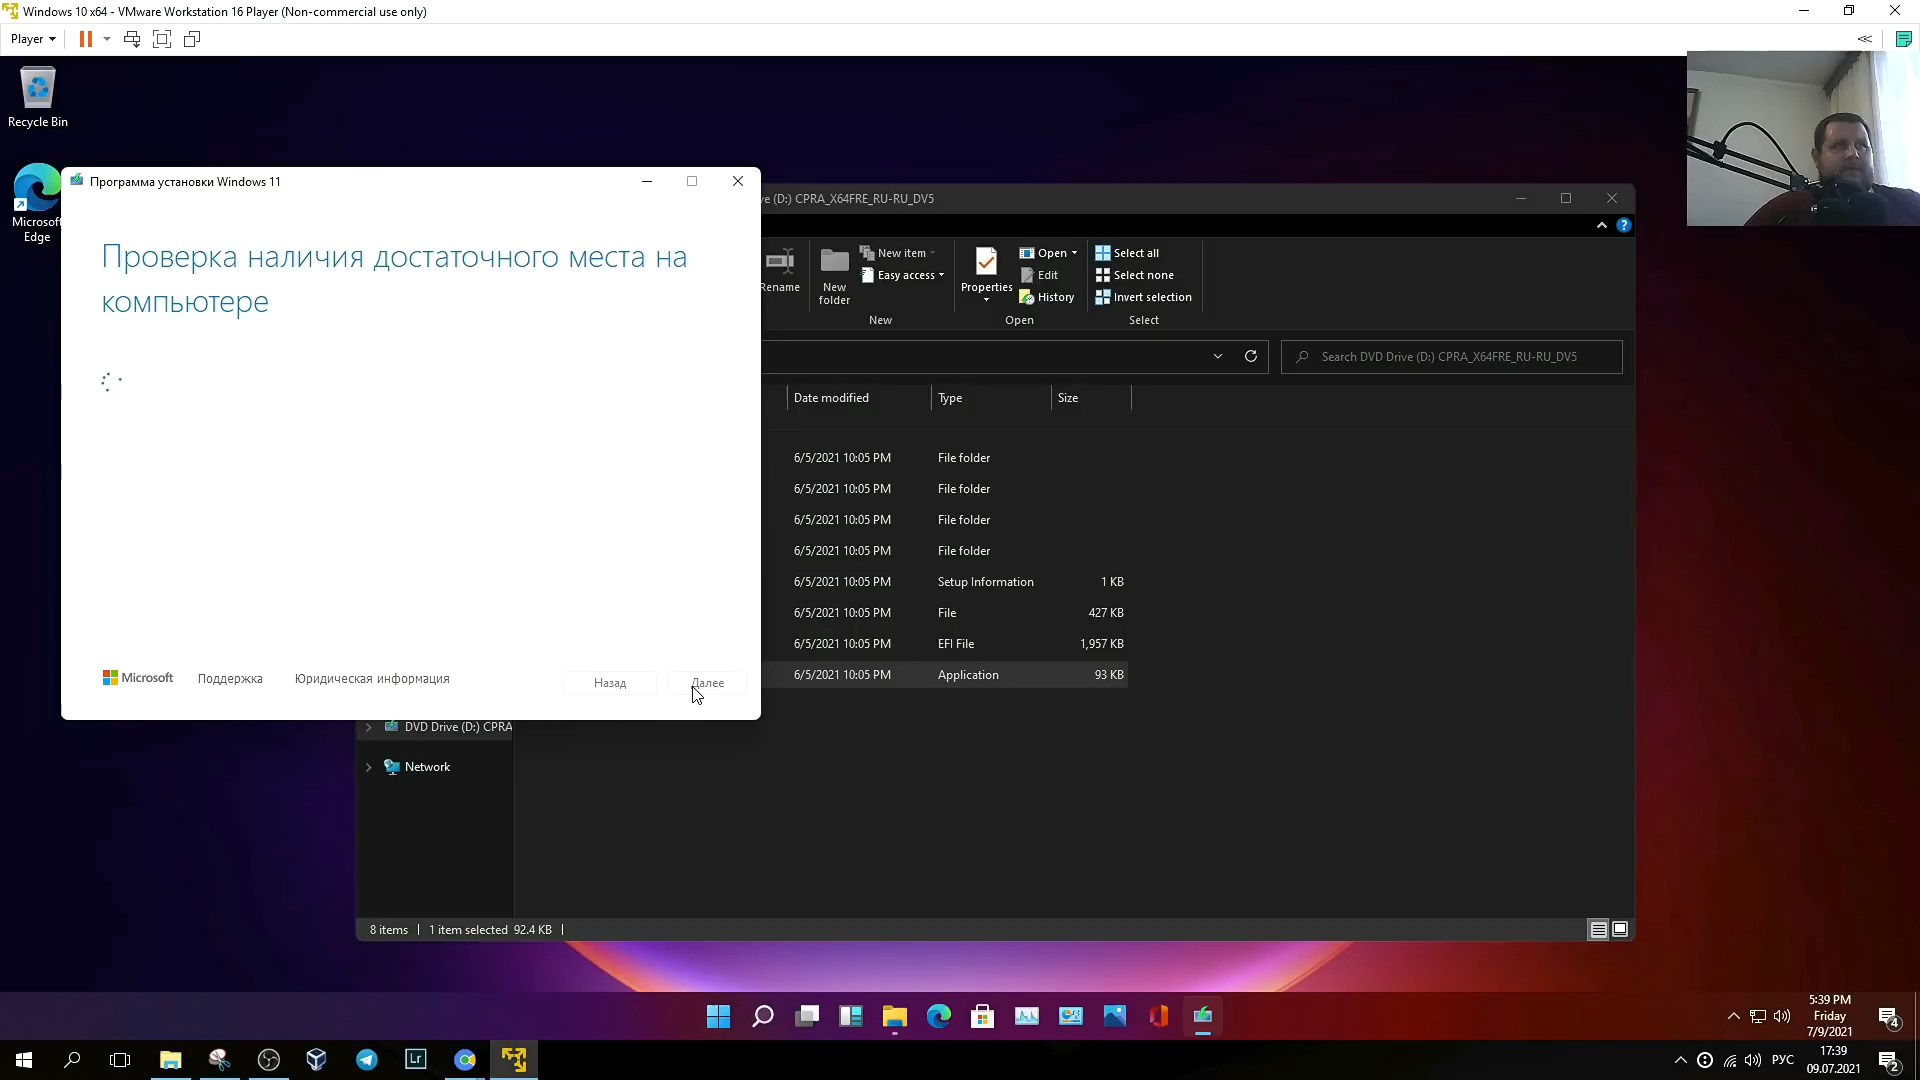 Windows 10 x64 - VMware Workstation 16 Player (Non-commercial use only)
Player
Recycle Bin
Microsoft
Edge
Программа установки Windows 11
Проверка наличия достаточного места на
компьютере
Microsoft Поддержка Юридическая информация Назад Далее
(D:) CPRA_X64FRE_RU-RU_DV5
Rename
New
folder
New item
Easy access
New
Properties
Open
Edit
History
Open
Select all
Select none
Invert selection
Select
Search DVD Drive (D:) CPRA_X64FRE_RU-RU_DV5
Date modified Type Size
6/5/2021 10:05 PM File folder
6/5/2021 10:05 PM File folder
6/5/2021 10:05 PM File folder
6/5/2021 10:05 PM File folder
6/5/2021 10:05 PM Setup Information 1 KB
6/5/2021 10:05 PM File 427 KB
6/5/2021 10:05 PM EFI File 1,957 KB
6/5/2021 10:05 PM Application 93 KB
DVD Drive (D:) CPRA
Network
8 items 1 item selected 92.4 KB
5:39 PM
Friday
7/9/2021
4
Lr
РУС
17:39
09.07.2021
2